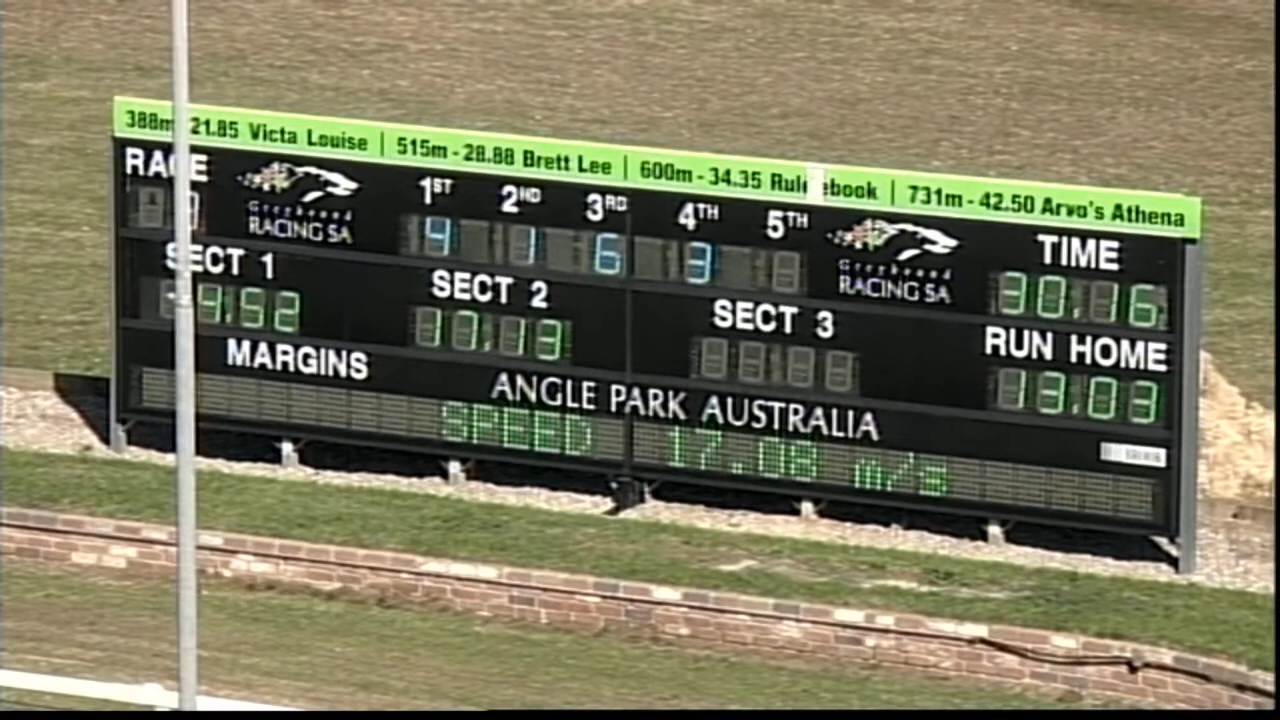 388m 21.85 Victa Louise | 515m - 28.88 Brett Lee | 600m - 34.35 Rulebook | 731m - 42.50 Arvo's Athena
RACE 1ST 2ND 3RD 4TH 5TH TIME
Greyhound RACING SA 4 1 6 3 Greyhound RACING SA 30.16
SECT 1 SECT 2 SECT 3 RUN HOME
4.52 17.13 13.03
MARGINS ANGLE PARK AUSTRALIA
SPEED 17.08 m/s